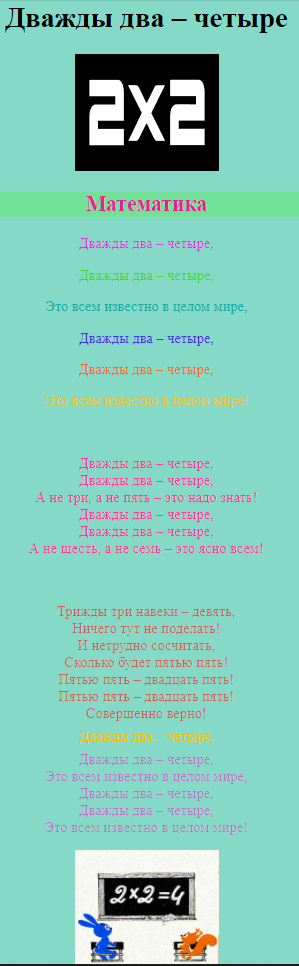 Дважды два – четыре
2x2
Математика
Дважды два – четыре,
Дважды два – четыре,
Это всем известно в целом мире,
Дважды два – четыре,
Дважды два – четыре,
Это всем известно в целом мире!
Дважды два – четыре,
Дважды два – четыре,
А не три, а не пять – это надо знать!
Дважды два – четыре,
Дважды два – четыре,
А не шесть, а не семь – это ясно всем!
Трижды три навеки – девять,
Ничего тут не поделать!
И нетрудно сосчитать,
Сколько будет пятью пять!
Пятью пять – двадцать пять!
Пятью пять – двадцать пять!
Совершенно верно!
Дважды два – четыре,
Дважды два – четыре,
Это всем известно в целом мире,
Дважды два – четыре,
Дважды два – четыре,
Это всем известно в целом мире!
2×2=4